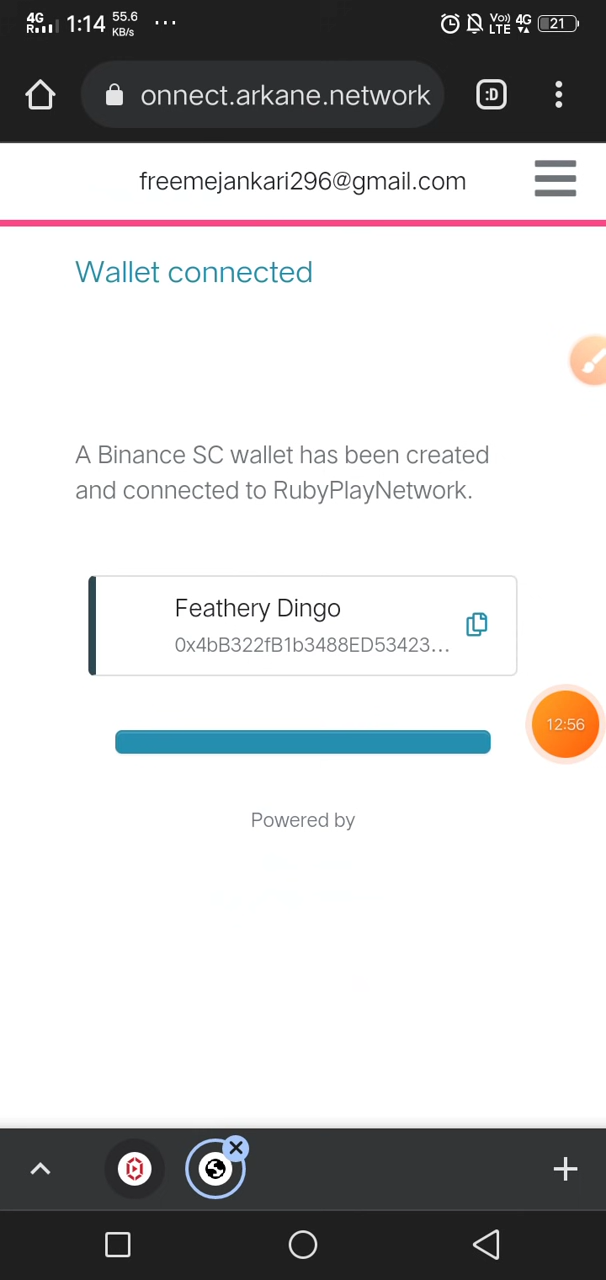 4G R 1:14 55.6 KB/s ... Vo) LTE 4G 21
onnect.arkane.network :D
freemejankari296@gmail.com
Wallet connected
A Binance SC wallet has been created
and connected to RubyPlayNetwork.
Feathery Dingo
0x4bB322fB1b3488ED53423...
12:56
Powered by